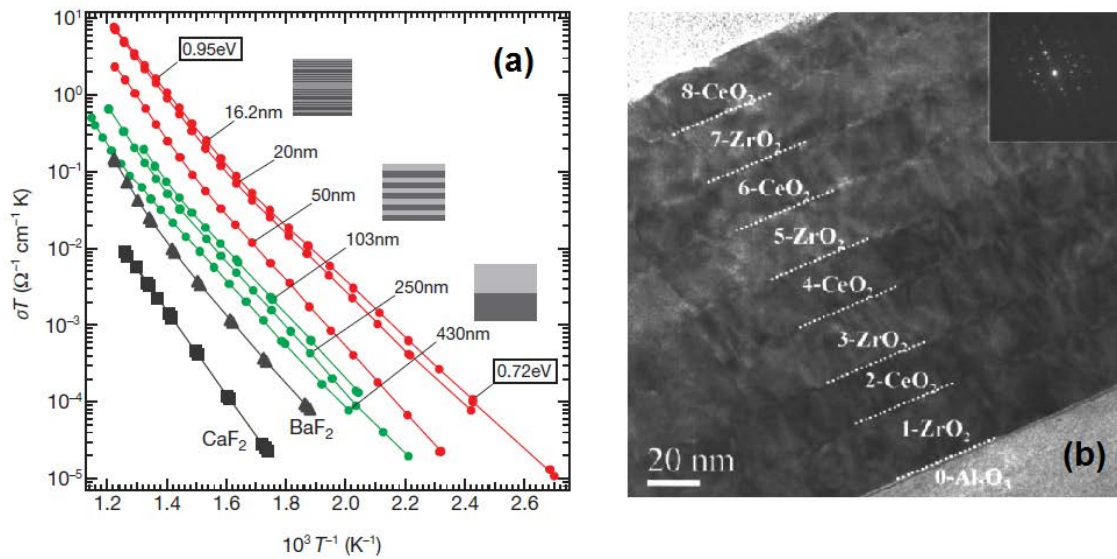 (a)
10¹
10⁰
10⁻¹
10⁻²
10⁻³
10⁻⁴
10⁻⁵
σT (Ω⁻¹ cm⁻¹ K)
0.95eV
16.2nm
20nm
50nm
103nm
250nm
430nm
0.72eV
CaF₂
BaF₂
1.2 1.4 1.6 1.8 2.0 2.2 2.4 2.6
10³ T⁻¹ (K⁻¹)
8-CeO₂
7-ZrO₂
6-CeO₂
5-ZrO₂
4-CeO₂
3-ZrO₂
2-CeO₂
1-ZrO₂
0-Al₂O₃
20 nm
(b)